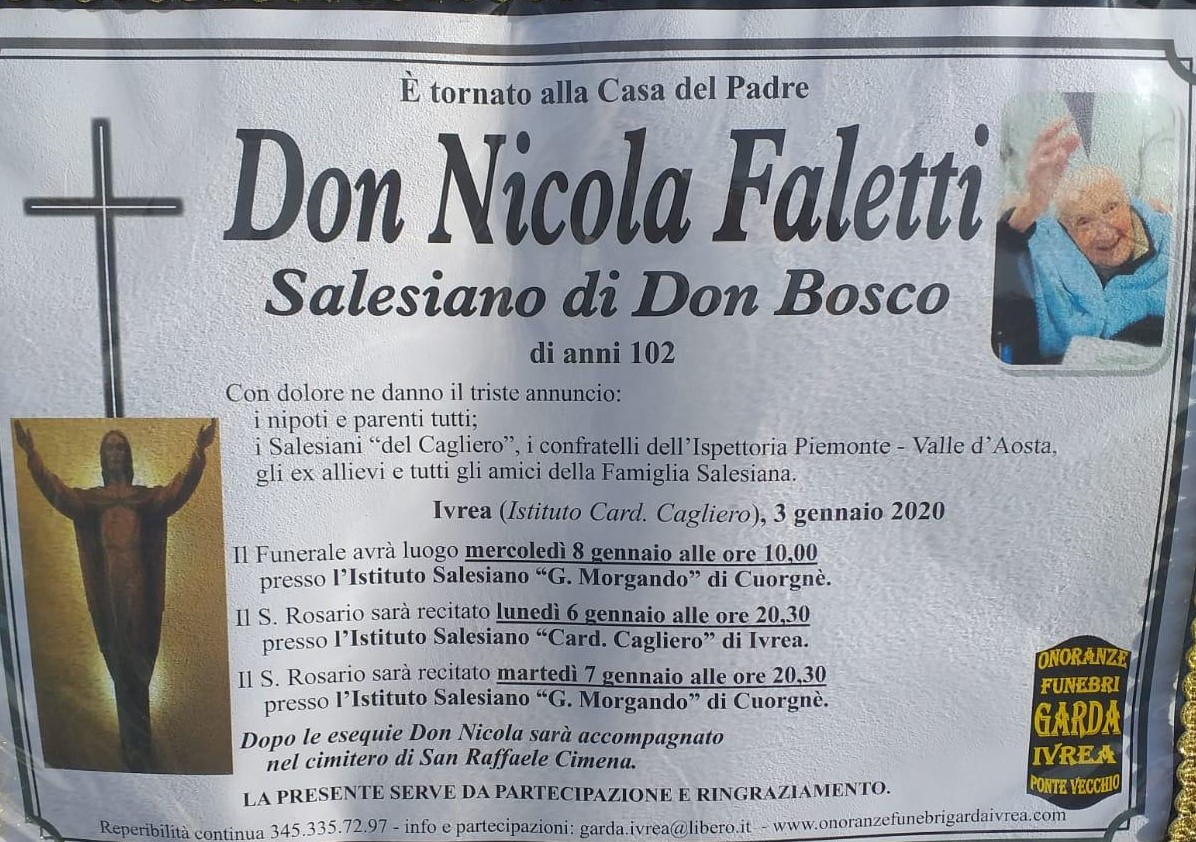 È tornato alla Casa del Padre
Don Nicola Faletti
Salesiano di Don Bosco
di anni 102
Con dolore ne danno il triste annuncio:
i nipoti e parenti tutti;
i Salesiani “del Cagliero”, i confratelli dell’Ispettoria Piemonte - Valle d’Aosta,
gli ex allievi e tutti gli amici della Famiglia Salesiana.
Ivrea (Istituto Card. Cagliero), 3 gennaio 2020
Il Funerale avrà luogo mercoledì 8 gennaio alle ore 10,00
presso l’Istituto Salesiano “G. Morgando” di Cuorgnè.
Il S. Rosario sarà recitato lunedì 6 gennaio alle ore 20,30
presso l’Istituto Salesiano “Card. Cagliero” di Ivrea.
Il S. Rosario sarà recitato martedì 7 gennaio alle ore 20,30
presso l’Istituto Salesiano “G. Morgando” di Cuorgnè.
Dopo le esequie Don Nicola sarà accompagnato
nel cimitero di San Raffaele Cimena.
LA PRESENTE SERVE DA PARTECIPAZIONE E RINGRAZIAMENTO.
ONORANZE
FUNEBRI
GARDA
IVREA
PONTE VECCHIO
Reperibilità continua 345.335.72.97 - info e partecipazioni: garda.ivrea@libero.it - www.onoranzefunebrigardaivrea.com